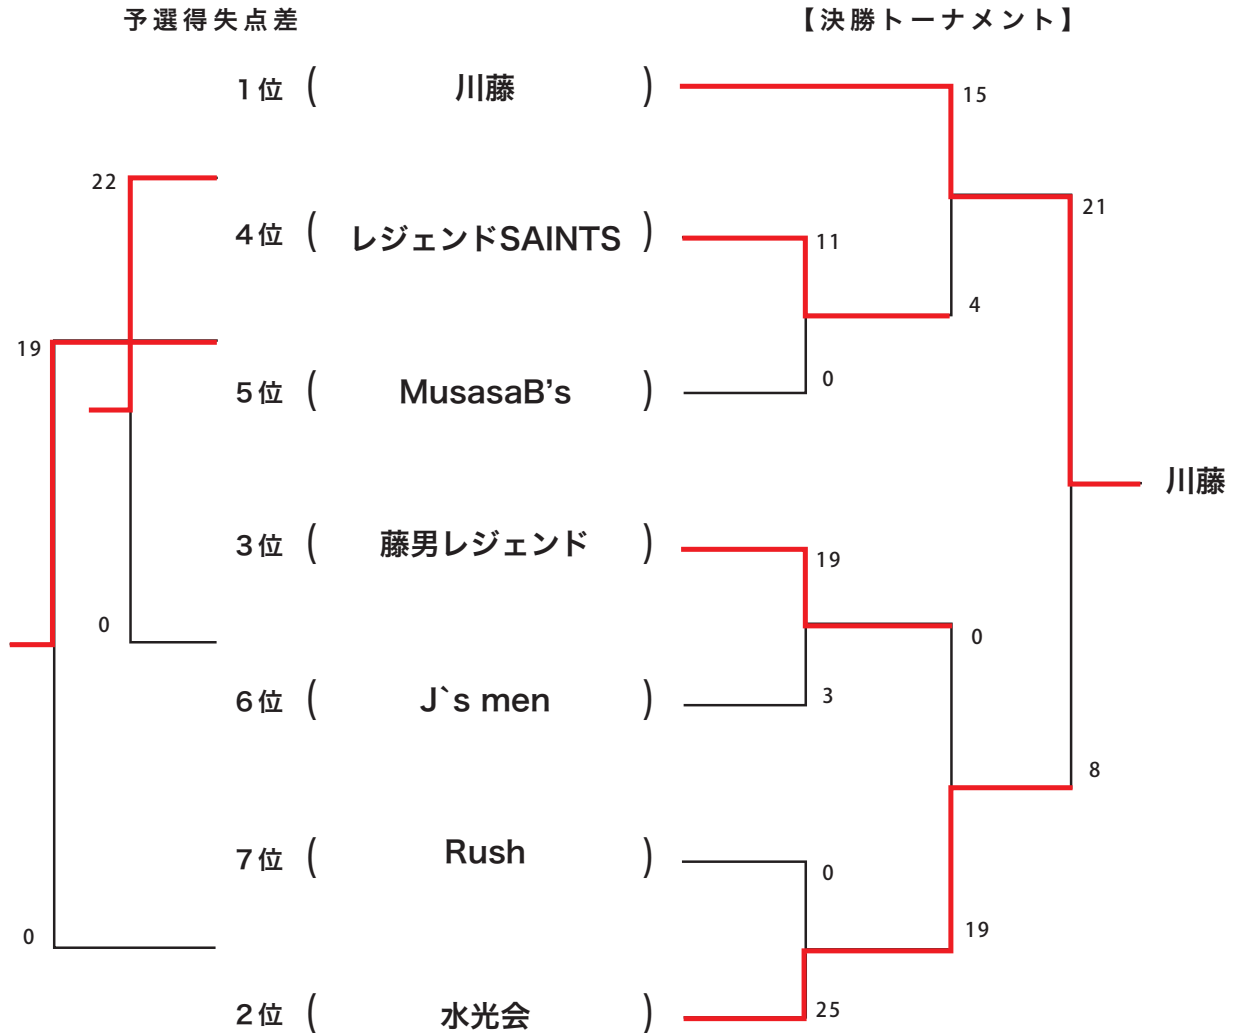 予選得失点差 【決勝トーナメント】
1位 ( 川藤 ) 15
22
21
4位 ( レジェンドSAINTS ) 11
4
19
0
5位 ( MusasaB’s )
川藤
3位 ( 藤男レジェンド ) 19
0
0
6位 ( J`s men ) 3
8
7位 ( Rush ) 0
0
19
2位 ( 水光会 ) 25